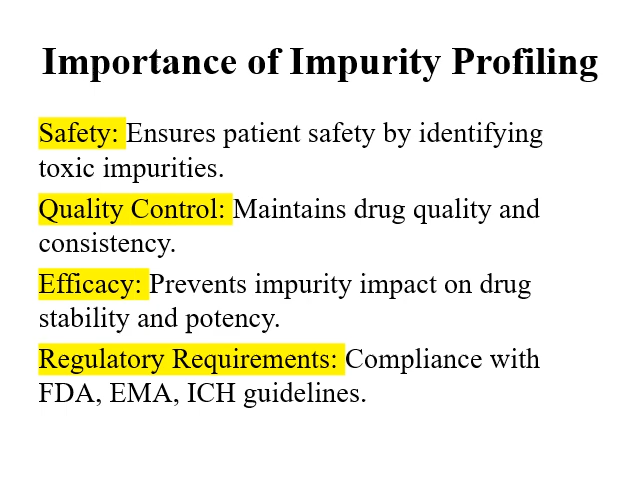 Importance of Impurity Profiling
Safety: Ensures patient safety by identifying
toxic impurities.
Quality Control: Maintains drug quality and
consistency.
Efficacy: Prevents impurity impact on drug
stability and potency.
Regulatory Requirements: Compliance with
FDA, EMA, ICH guidelines.